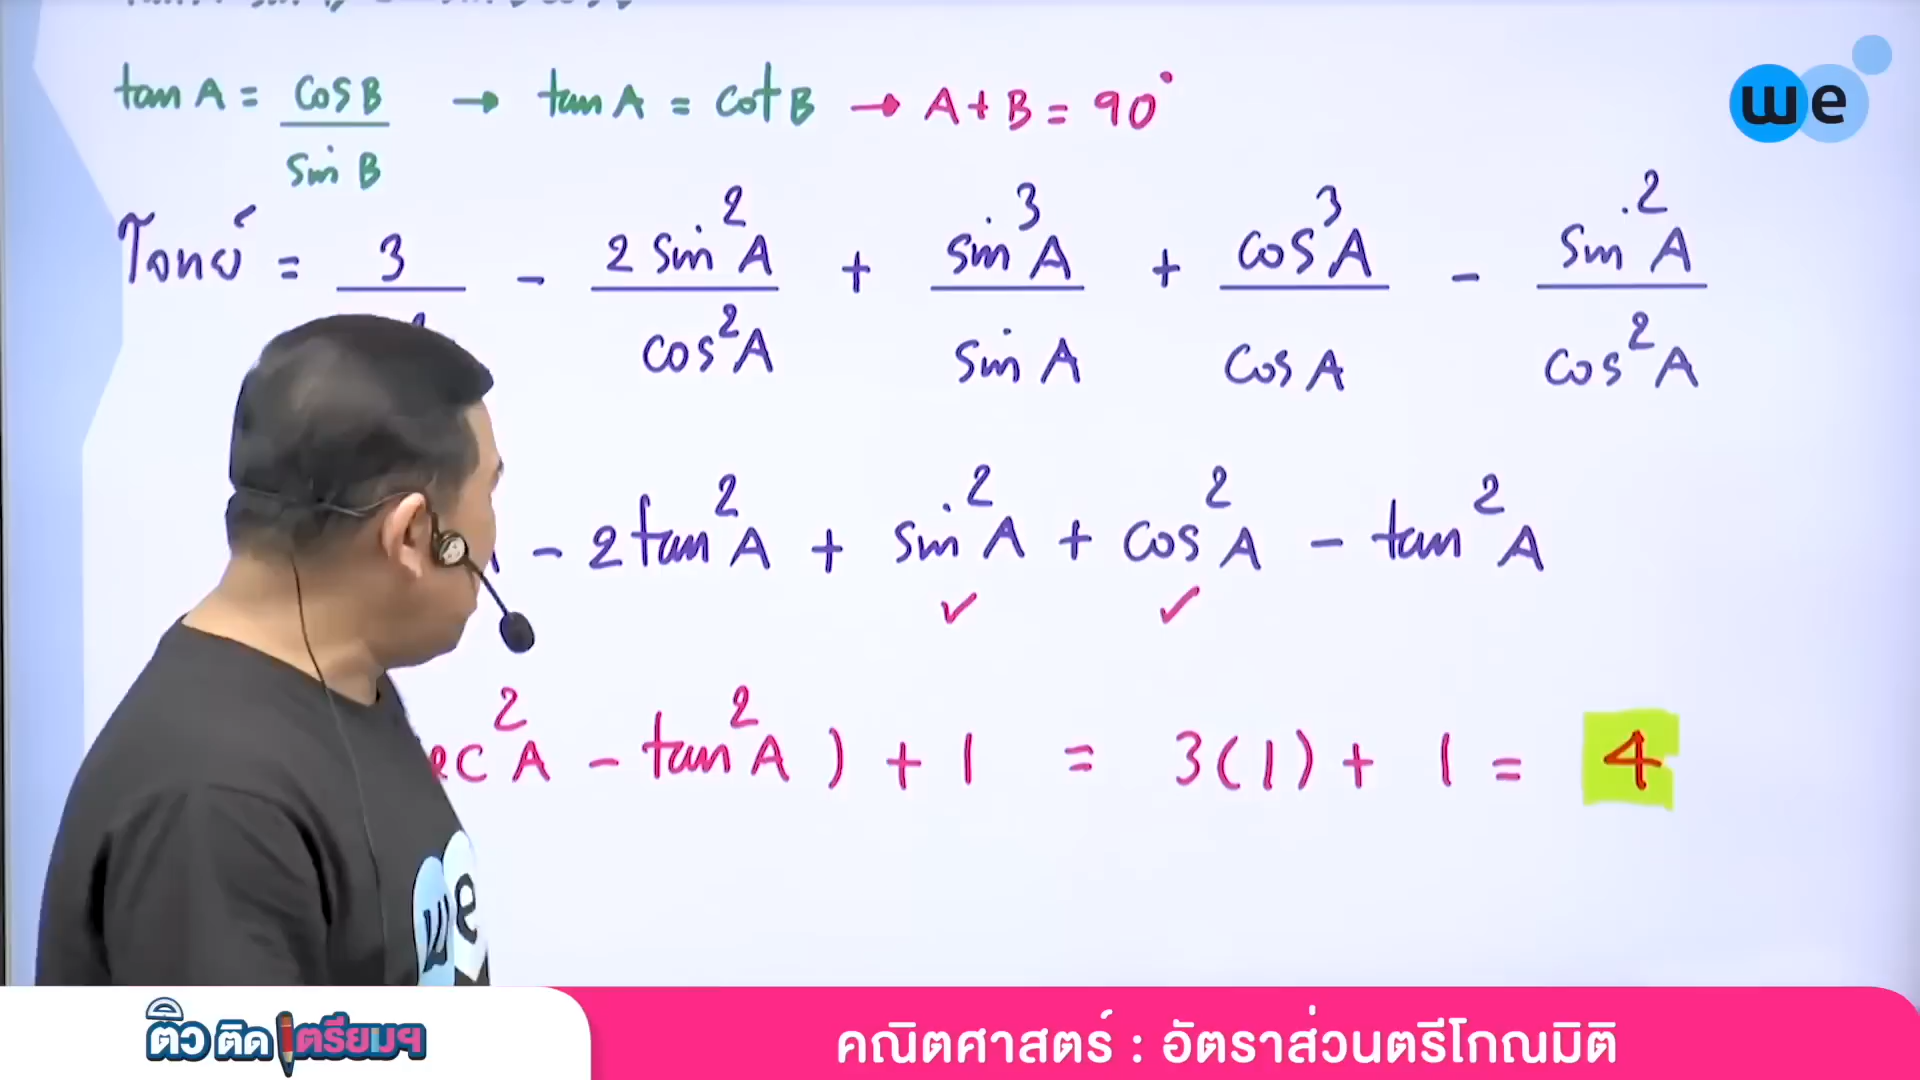 we
tan A = cos B / sin B → tan A = cot B → A + B = 90°
โจทย์ = 3 / - 2 sin²A / cos²A + sin³A / sin A + cos³A / cos A - sin²A / cos²A
- 2tan²A + sin²A + cos²A - tan²A
✓ ✓
ec²A - tan²A ) + 1 = 3(1) + 1 = 4
we
ติว ติด เตรียมฯ
คณิตศาสตร์ : อัตราส่วนตรีโกณมิติ